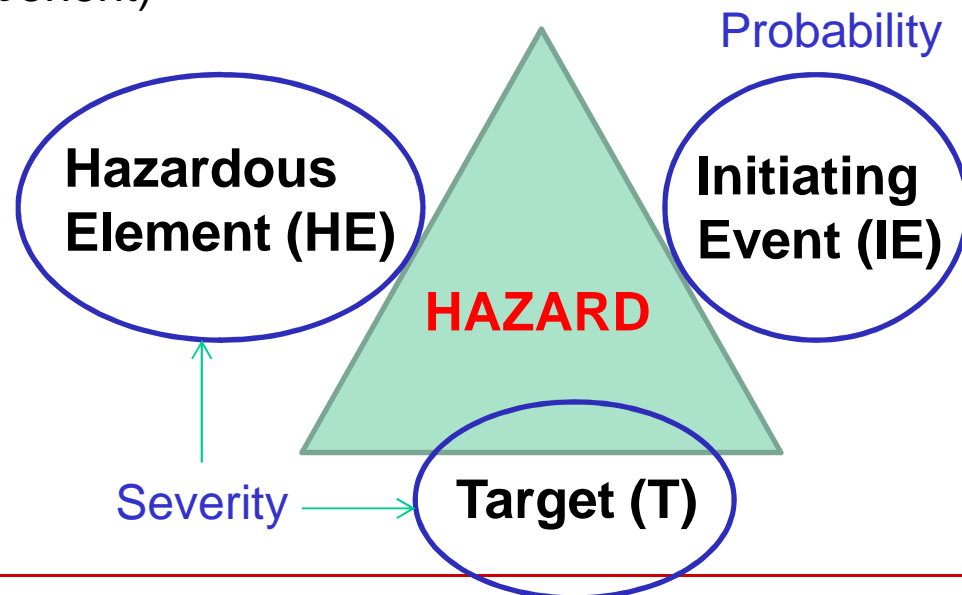 Probability
Hazardous
Element (HE)
Initiating
Event (IE)
HAZARD
Severity
Target (T)